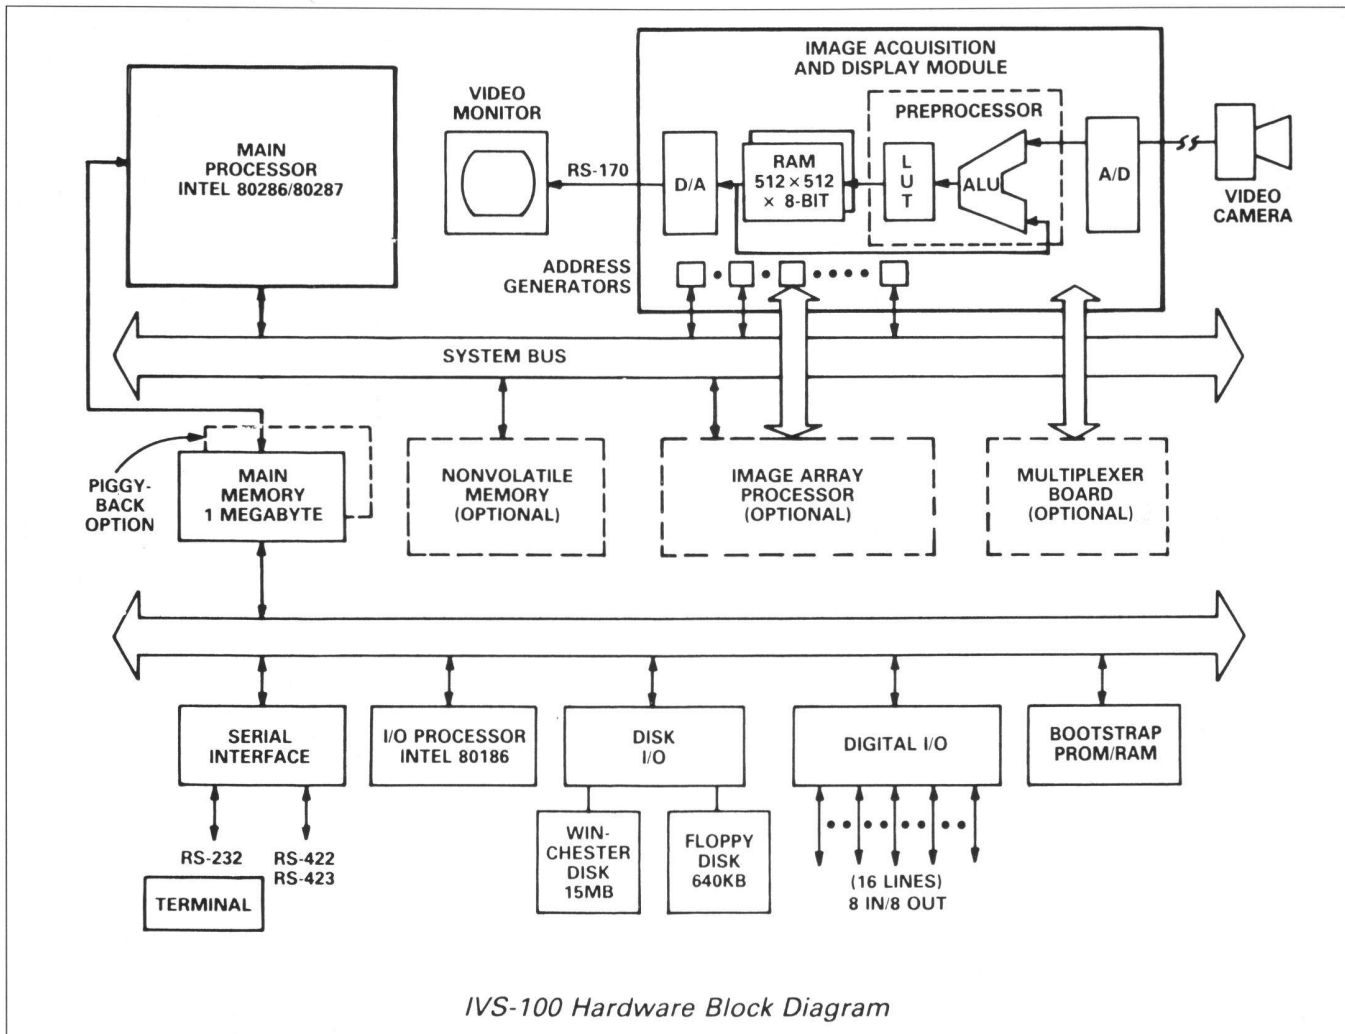 IMAGE ACQUISITION
AND DISPLAY MODULE
VIDEO
MONITOR
PREPROCESSOR
MAIN
PROCESSOR
INTEL 80286/80287
RS-170
D/A
RAM
512 × 512
× 8-BIT
L
U
T
ALU
A/D
VIDEO
CAMERA
ADDRESS
GENERATORS
SYSTEM BUS
PIGGY-
BACK
OPTION
MAIN
MEMORY
1 MEGABYTE
NONVOLATILE
MEMORY
(OPTIONAL)
IMAGE ARRAY
PROCESSOR
(OPTIONAL)
MULTIPLEXER
BOARD
(OPTIONAL)
SERIAL
INTERFACE
I/O PROCESSOR
INTEL 80186
DISK
I/O
DIGITAL I/O
BOOTSTRAP
PROM/RAM
RS-232
RS-422
RS-423
TERMINAL
WIN-
CHESTER
DISK
15MB
FLOPPY
DISK
640KB
(16 LINES)
8 IN/8 OUT
IVS-100 Hardware Block Diagram